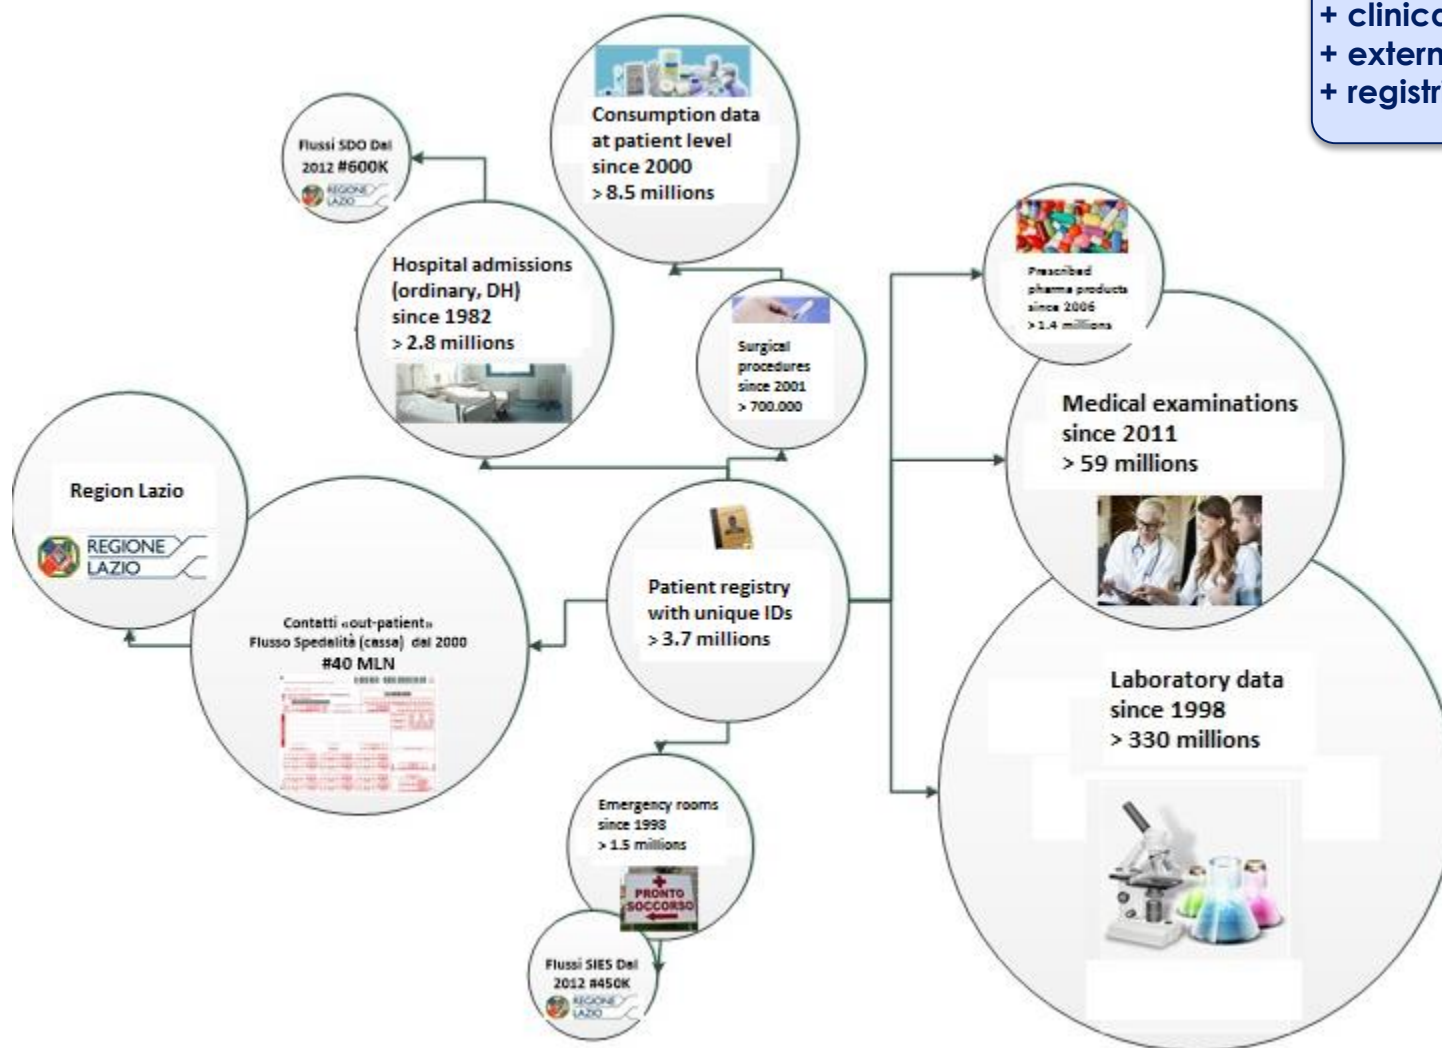 Consumption data
at patient level
since 2000
> 8.5 millions
Flussi SDO Dal
2012 #600K
REGIONE
LAZIO
Hospital admissions
(ordinary, DH)
since 1982
> 2.8 millions
Surgical
procedures
since 2001
> 700.000
Prescribed
pharma products
since 2006
> 1.4 millions
Medical examinations
since 2011
> 59 millions
Region Lazio
REGIONE
LAZIO
Contatti «out-patient»
Flusso Spedalità (cassa) dal 2000
#40 MLN
Patient registry
with unique IDs
> 3.7 millions
Laboratory data
since 1998
> 330 millions
Emergency rooms
since 1998
> 1.5 millions
PRONTO
SOCCORSO
Flussi SIES Dal
2012 #450K
REGIONE
LAZIO
+ clinica
+ extern
+ registri